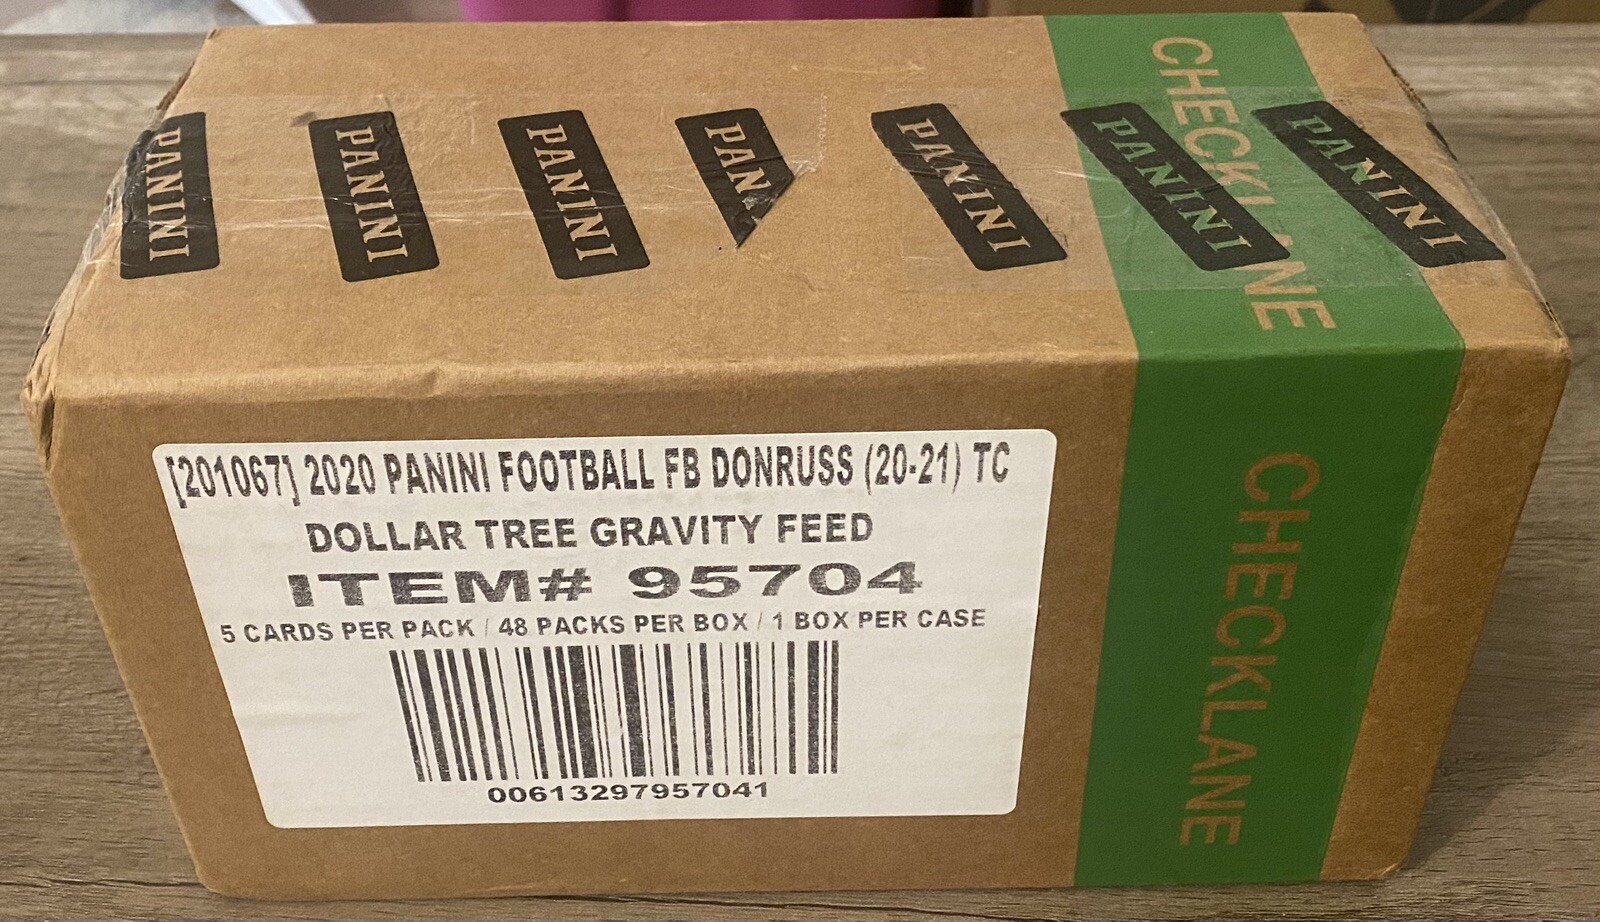 PANINI
PANINI
PANINI
PANI
PANINI
PANINI
PANINI
CHECKLANE
[201067] 2020 PANINI FOOTBALL FB DONRUSS (20-21) TC
DOLLAR TREE GRAVITY FEED
ITEM# 95704
5 CARDS PER PACK / 48 PACKS PER BOX / 1 BOX PER CASE
00613297957041
CHECKLANE